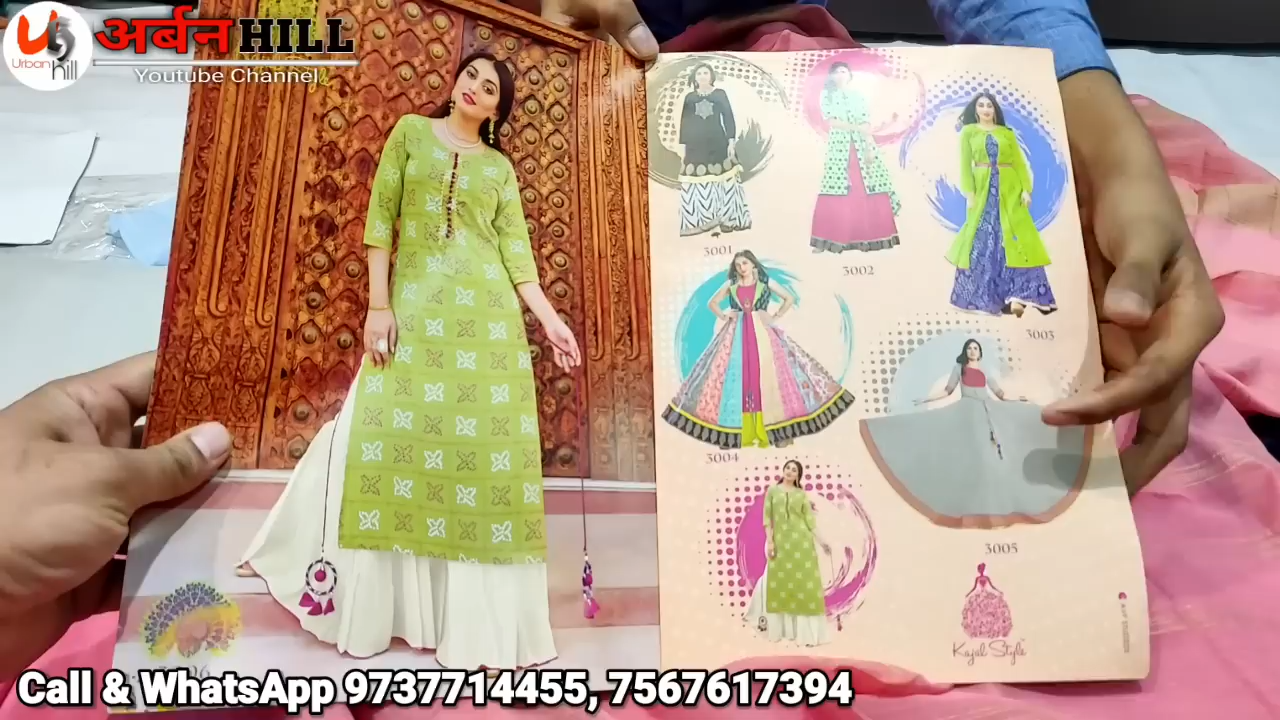 Urban
hill
अर्बन HILL
Youtube Channel
3001
3002
3003
3004
3005
Kajal Style
Call & WhatsApp 9737714455, 7567617394